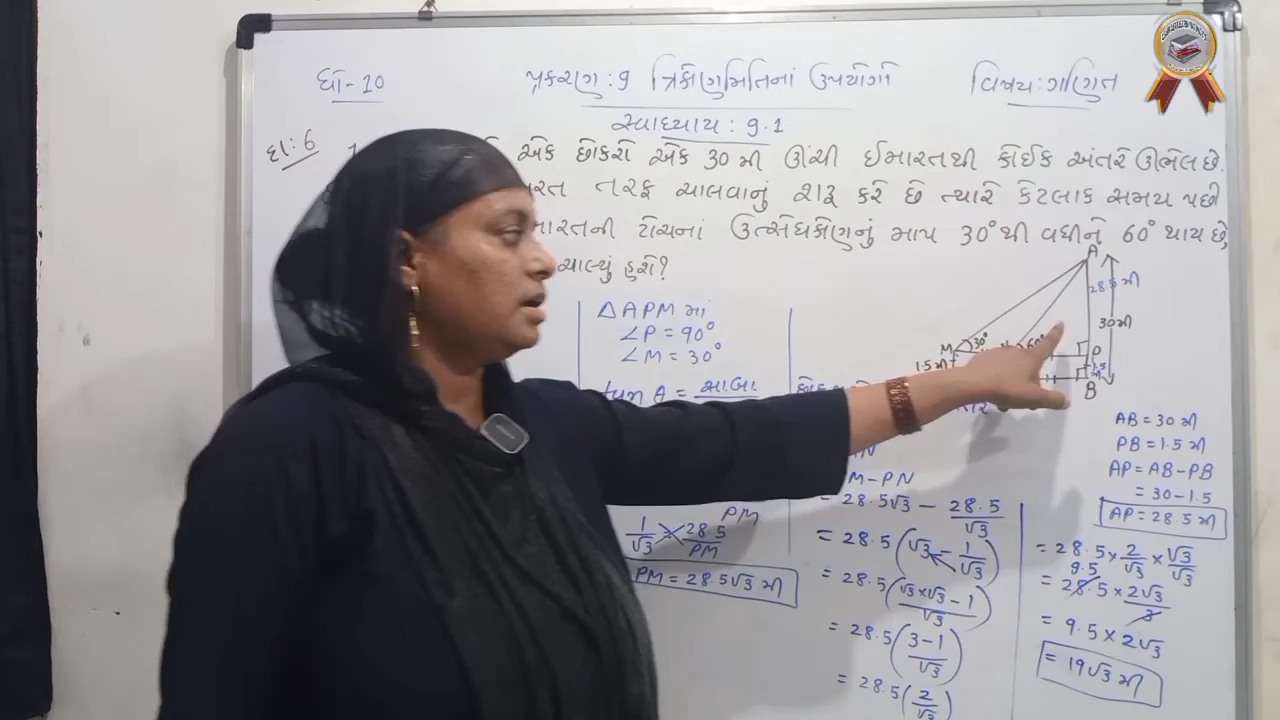 ધો-10 પ્રકરણ : 9 ત્રિકોણમિતિનાં ઉપયોગો વિષય : ગણિત
સ્વાધ્યાય : 9.1
દા : 6 એક છોકરો એક 30 મી ઊંચી ઈમારતથી કોઈક અંતરે ઊભેલ છે.
તરફ ચાલવાનું શરૂ કરે છે ત્યારે કેટલાક સમય પછી
ટોચનાં ઉત્સેધકોણનું માપ 30° થી વધીને 60° થાય છે,
ચાલ્યું હશે?
△APM માં
∠P = 90°
∠M = 30°
A = સા.બા
PM
1/√3 = 28.5/PM
PM = 28.5√3 મી
M-PN
= 28.5√3 - 28.5/√3
= 28.5(√3 - 1/√3)
= 28.5((√3×√3-1)/√3)
= 28.5((3-1)/√3)
= 28.5(2/√3)
A
28.5 મી
30 મી
M 30° 60° P
1.5 મી 1.5 મી
B
AB = 30 મી
PB = 1.5 મી
AP = AB-PB
= 30-1.5
AP = 28.5 મી
= 28.5 × 2/√3 × √3/√3
9.5
= 28.5 × 2√3/3
= 9.5 × 2√3
= 19√3 મી